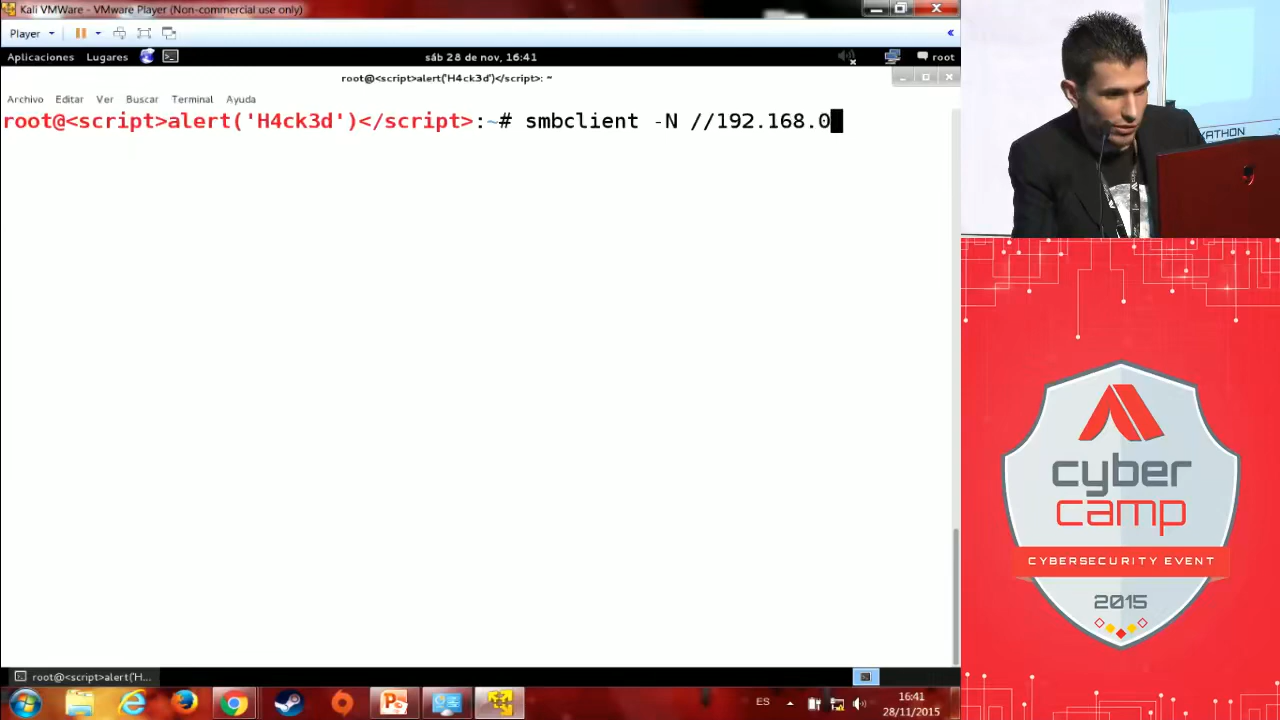 Kali VMWare - VMware Player (Non-commercial use only)
Player
Aplicaciones Lugares sáb 28 de nov, 16:41 root
root@<script>alert('H4ck3d')</script>: ~
Archivo Editar Ver Buscar Terminal Ayuda
root@<script>alert('H4ck3d')</script>:~# smbclient -N //192.168.0
root@<script>alert('H...
ES 16:41
28/11/2015
cyber
camp
CYBERSECURITY EVENT
2015